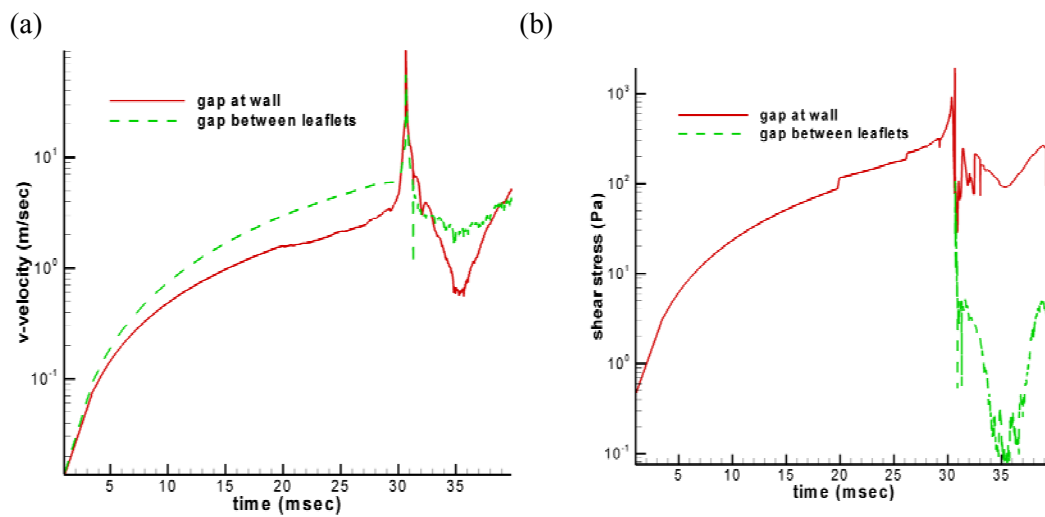 (a)
gap at wall
gap between leaflets
v-velocity (m/sec)
10¹
10⁰
10⁻¹
5 10 15 20 25 30 35
time (msec)
(b)
gap at wall
gap between leaflets
shear stress (Pa)
10³
10²
10¹
10⁰
10⁻¹
5 10 15 20 25 30 35
time (msec)